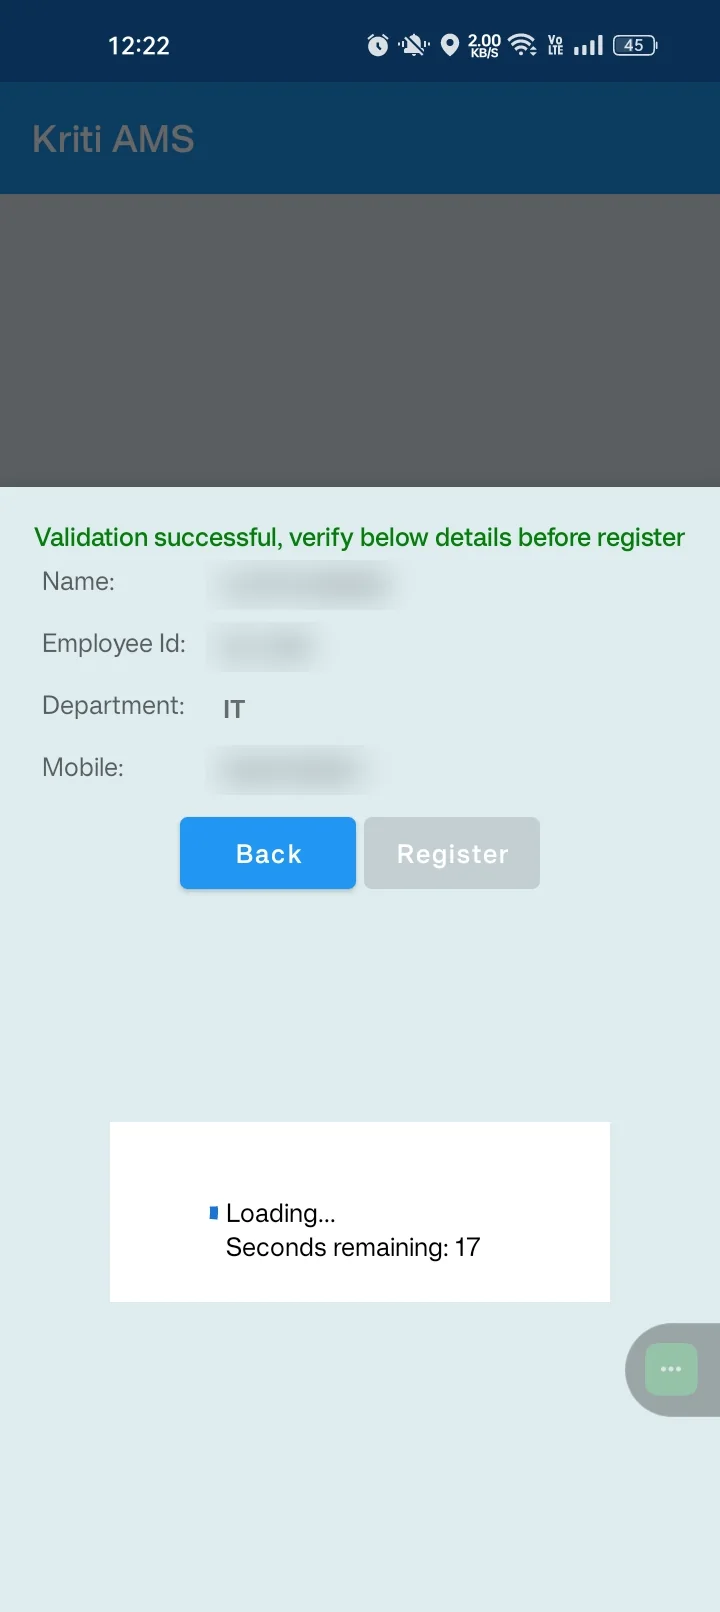 12:22
2.00
KB/S
Vo
LTE
45
Kriti AMS
Validation successful, verify below details before register
Name:
Employee Id:
Department: IT
Mobile:
Back Register
Loading...
Seconds remaining: 17